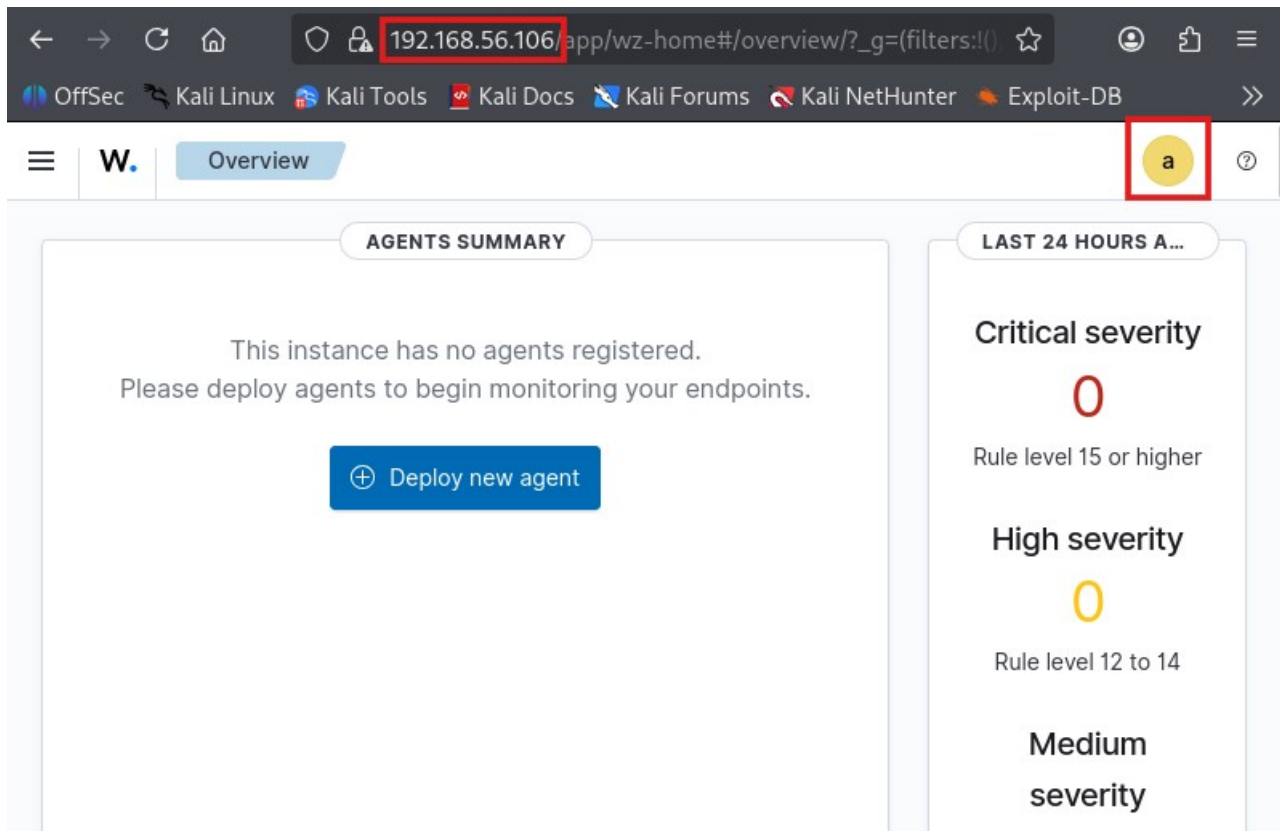 192.168.56.106/app/wz-home#/overview/?_g=(filters:!()
OffSec Kali Linux Kali Tools Kali Docs Kali Forums Kali NetHunter Exploit-DB
W. Overview a
AGENTS SUMMARY
This instance has no agents registered.
Please deploy agents to begin monitoring your endpoints.
Deploy new agent
LAST 24 HOURS A...
Critical severity
0
Rule level 15 or higher
High severity
0
Rule level 12 to 14
Medium
severity